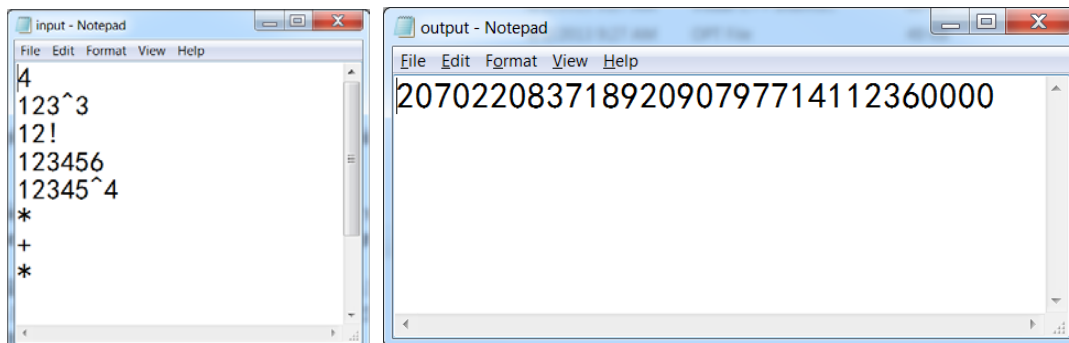 input - Notepad
File Edit Format View Help
4
123^3
12!
123456
12345^4
*
+
*
output - Notepad
File Edit Format View Help
20702208371892090797714112360000